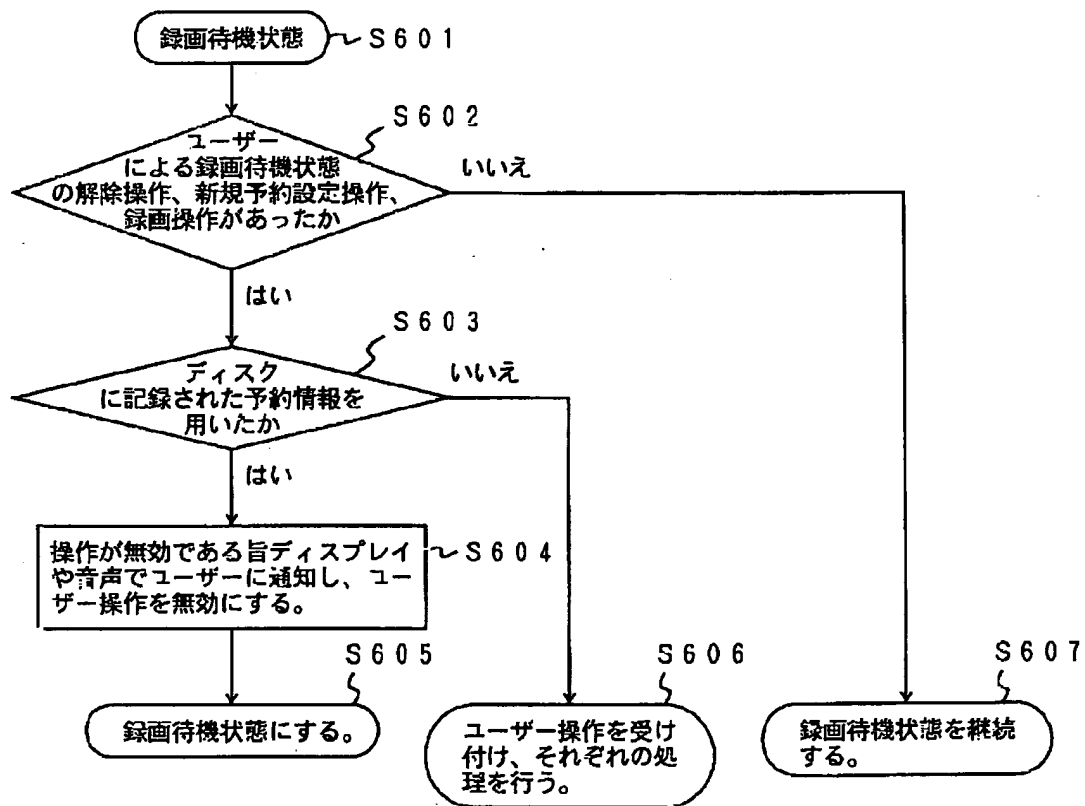 録画待機状態 S601
S602
ユーザー
による録画待機状態
の解除操作、新規予約設定操作、
録画操作があったか
いいえ
はい
S603
ディスク
に記録された予約情報を
用いたか
いいえ
はい
操作が無効である旨ディスプレイ
や音声でユーザーに通知し、ユー
ザー操作を無効にする。
S604
S605
録画待機状態にする。
S606
ユーザー操作を受け
付け、それぞれの処
理を行う。
S607
録画待機状態を継続
する。